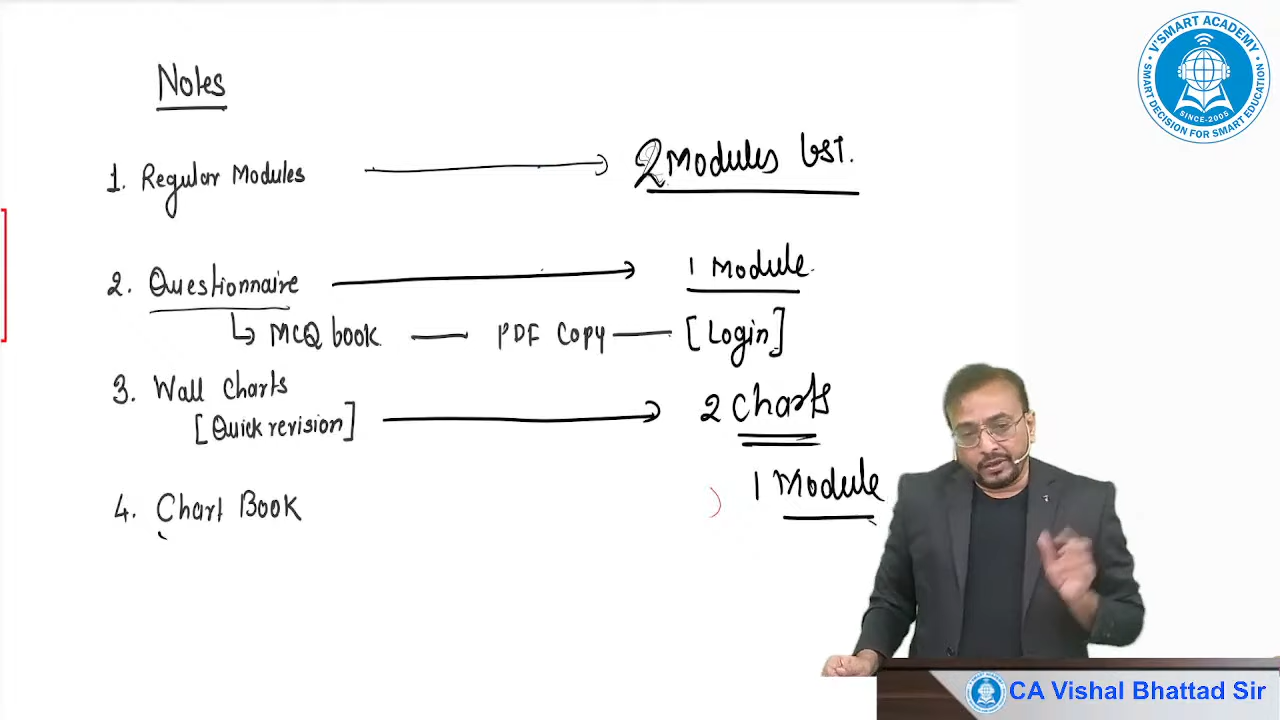 Notes
1. Regular Modules → 2 Modules GST.
2. Questionnaire → 1 Module.
↳ MCQ book — PDF Copy — [Login]
3. Wall Charts
[Quick revision] → 2 Charts
4. Chart Book 1 Module
V'SMART ACADEMY
SINCE-2005
SMART DECISION FOR SMART EDUCATION
CA Vishal Bhattad Sir